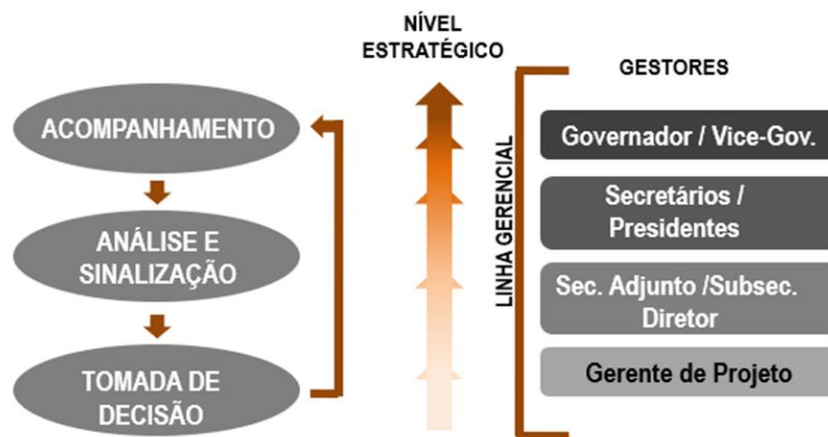 NÍVEL
ESTRATÉGICO
GESTORES
ACOMPANHAMENTO
ANÁLISE E
SINALIZAÇÃO
TOMADA DE
DECISÃO
LINHA GERENCIAL
Governador / Vice-Gov.
Secretários /
Presidentes
Sec. Adjunto /Subsec.
Diretor
Gerente de Projeto